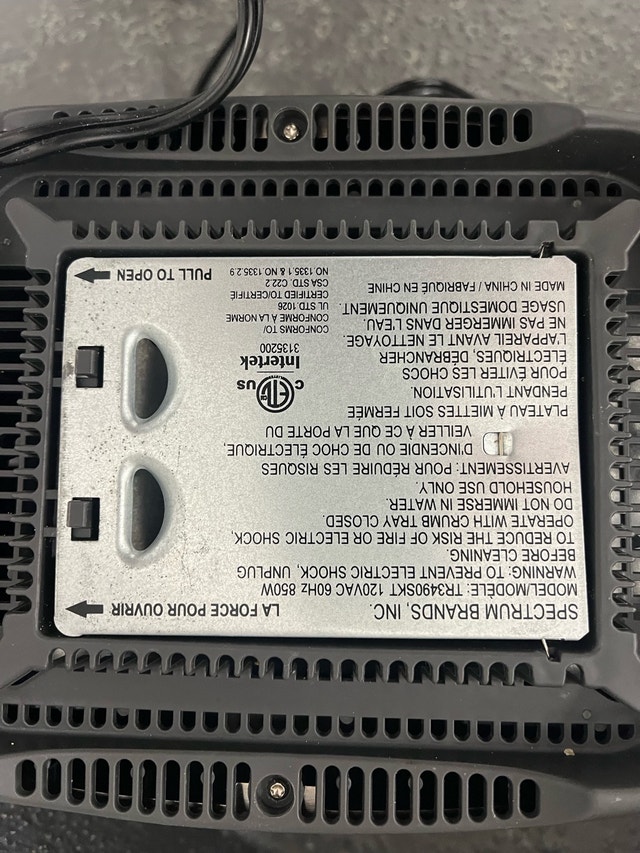 SPECTRUM BRANDS, INC.
MODEL/MODÈLE: TR3490SKT 120VAC 60Hz 850W
WARNING: TO PREVENT ELECTRIC SHOCK, UNPLUG
BEFORE CLEANING.
TO REDUCE THE RISK OF FIRE OR ELECTRIC SHOCK,
OPERATE WITH CRUMB TRAY CLOSED.
DO NOT IMMERSE IN WATER.
HOUSEHOLD USE ONLY.
AVERTISSEMENT: POUR RÉDUIRE LES RISQUES
D'INCENDIE OU DE CHOC ÉLECTRIQUE,
VEILLER À CE QUE LA PORTE DU
PLATEAU À MIETTES SOIT FERMÉE
PENDANT L'UTILISATION.
POUR ÉVITER LES CHOCS
ÉLECTRIQUES, DÉBRANCHER
L'APPAREIL AVANT LE NETTOYAGE.
NE PAS IMMERGER DANS L'EAU.
USAGE DOMESTIQUE UNIQUEMENT.
MADE IN CHINA / FABRIQUÉ EN CHINE
C ETL US
Intertek
3135200
CONFORMS TO/
CONFORME À LA NORME
UL STD.1026
CERTIFIED TO/CERTIFIÉ
CSA STD. C22.2
NO 1335.1 & NO.1335.2.9
LA FORCE POUR OUVRIR
PULL TO OPEN